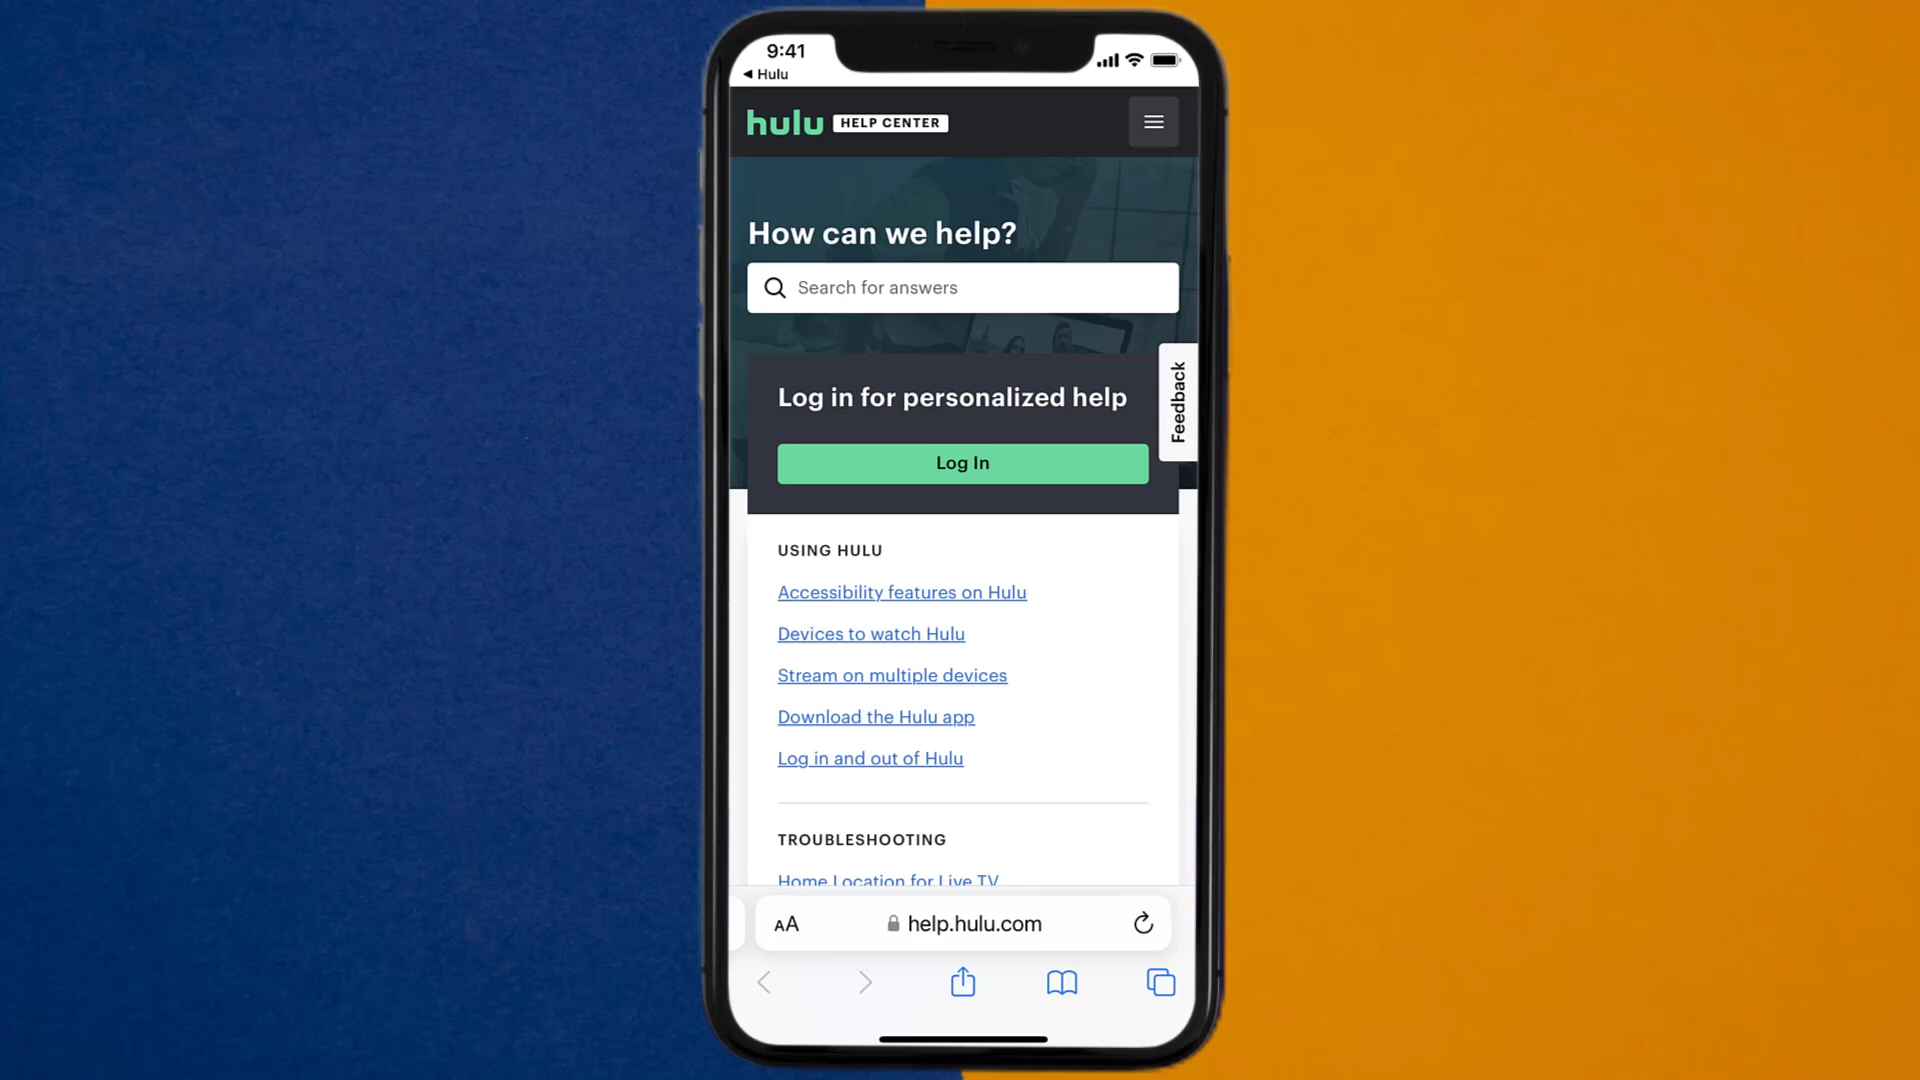 9:41
◀ Hulu
hulu HELP CENTER
How can we help?
Search for answers
Log in for personalized help
Feedback
Log In
USING HULU
Accessibility features on Hulu
Devices to watch Hulu
Stream on multiple devices
Download the Hulu app
Log in and out of Hulu
TROUBLESHOOTING
Home Location for Live TV
AA
help.hulu.com